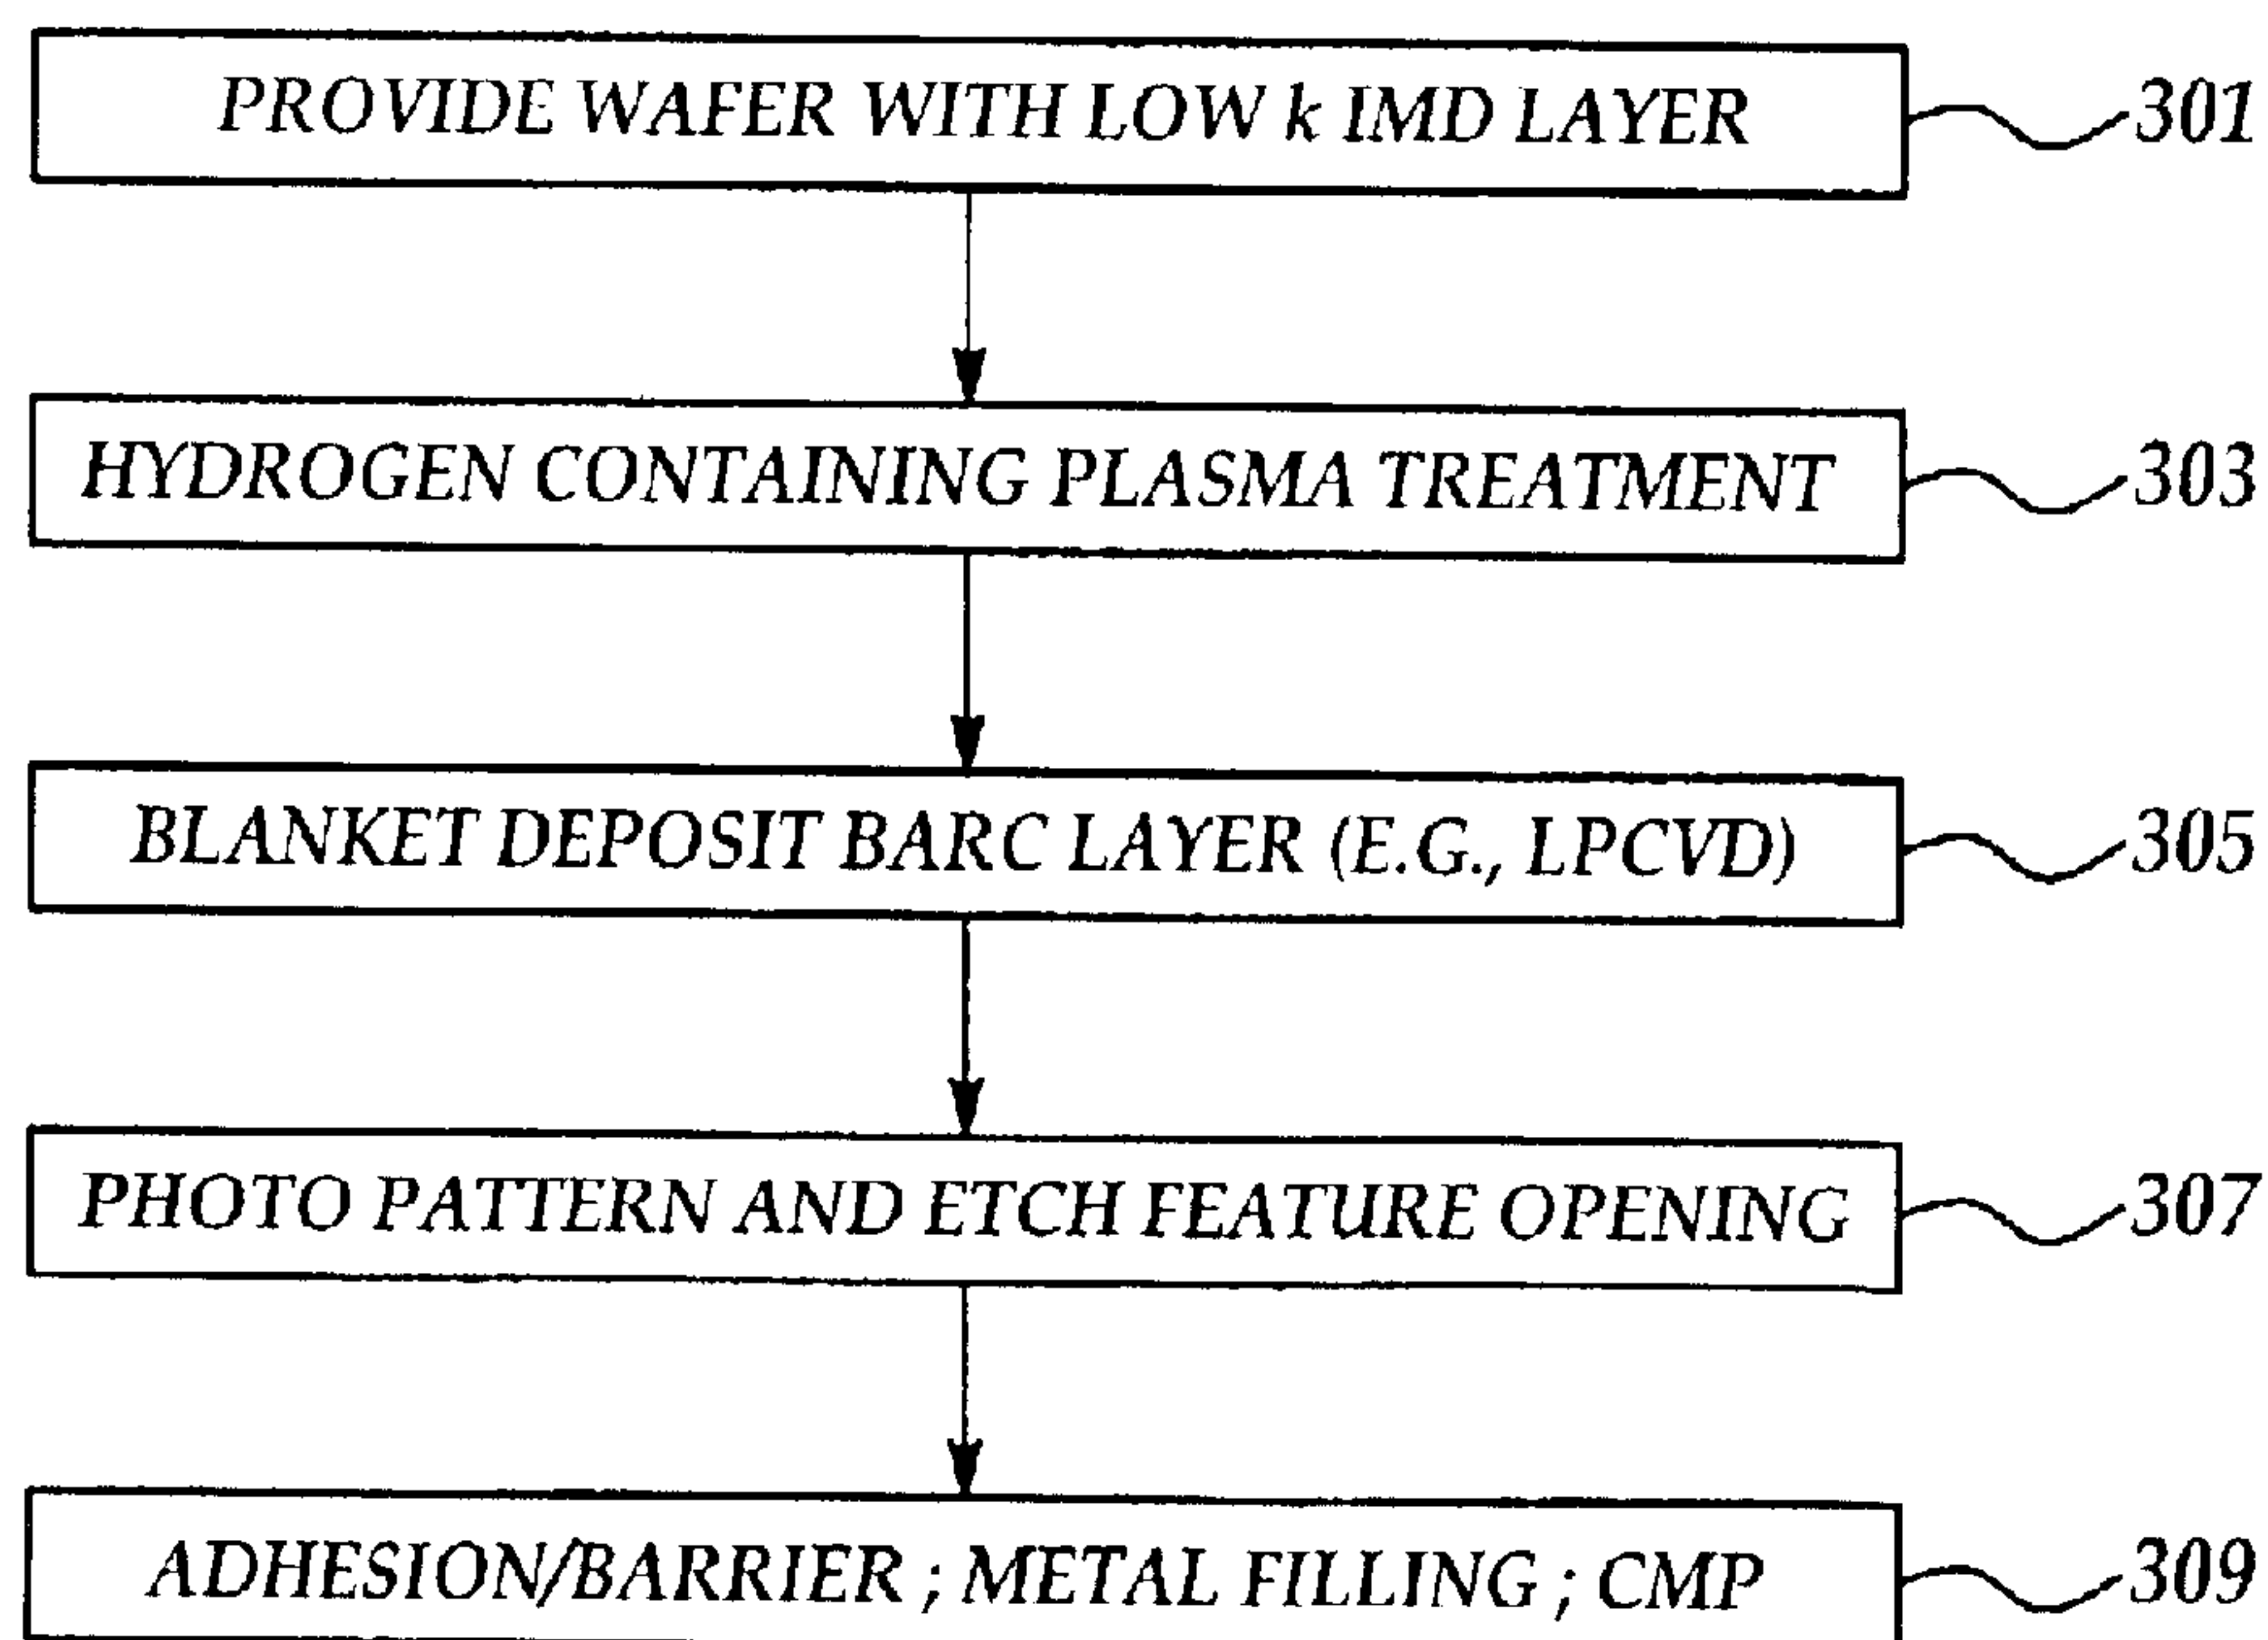 PROVIDE WAFER WITH LOW k IMD LAYER 301
HYDROGEN CONTAINING PLASMA TREATMENT 303
BLANKET DEPOSIT BARC LAYER (E.G., LPCVD) 305
PHOTO PATTERN AND ETCH FEATURE OPENING 307
ADHESION/BARRIER ; METAL FILLING ; CMP 309